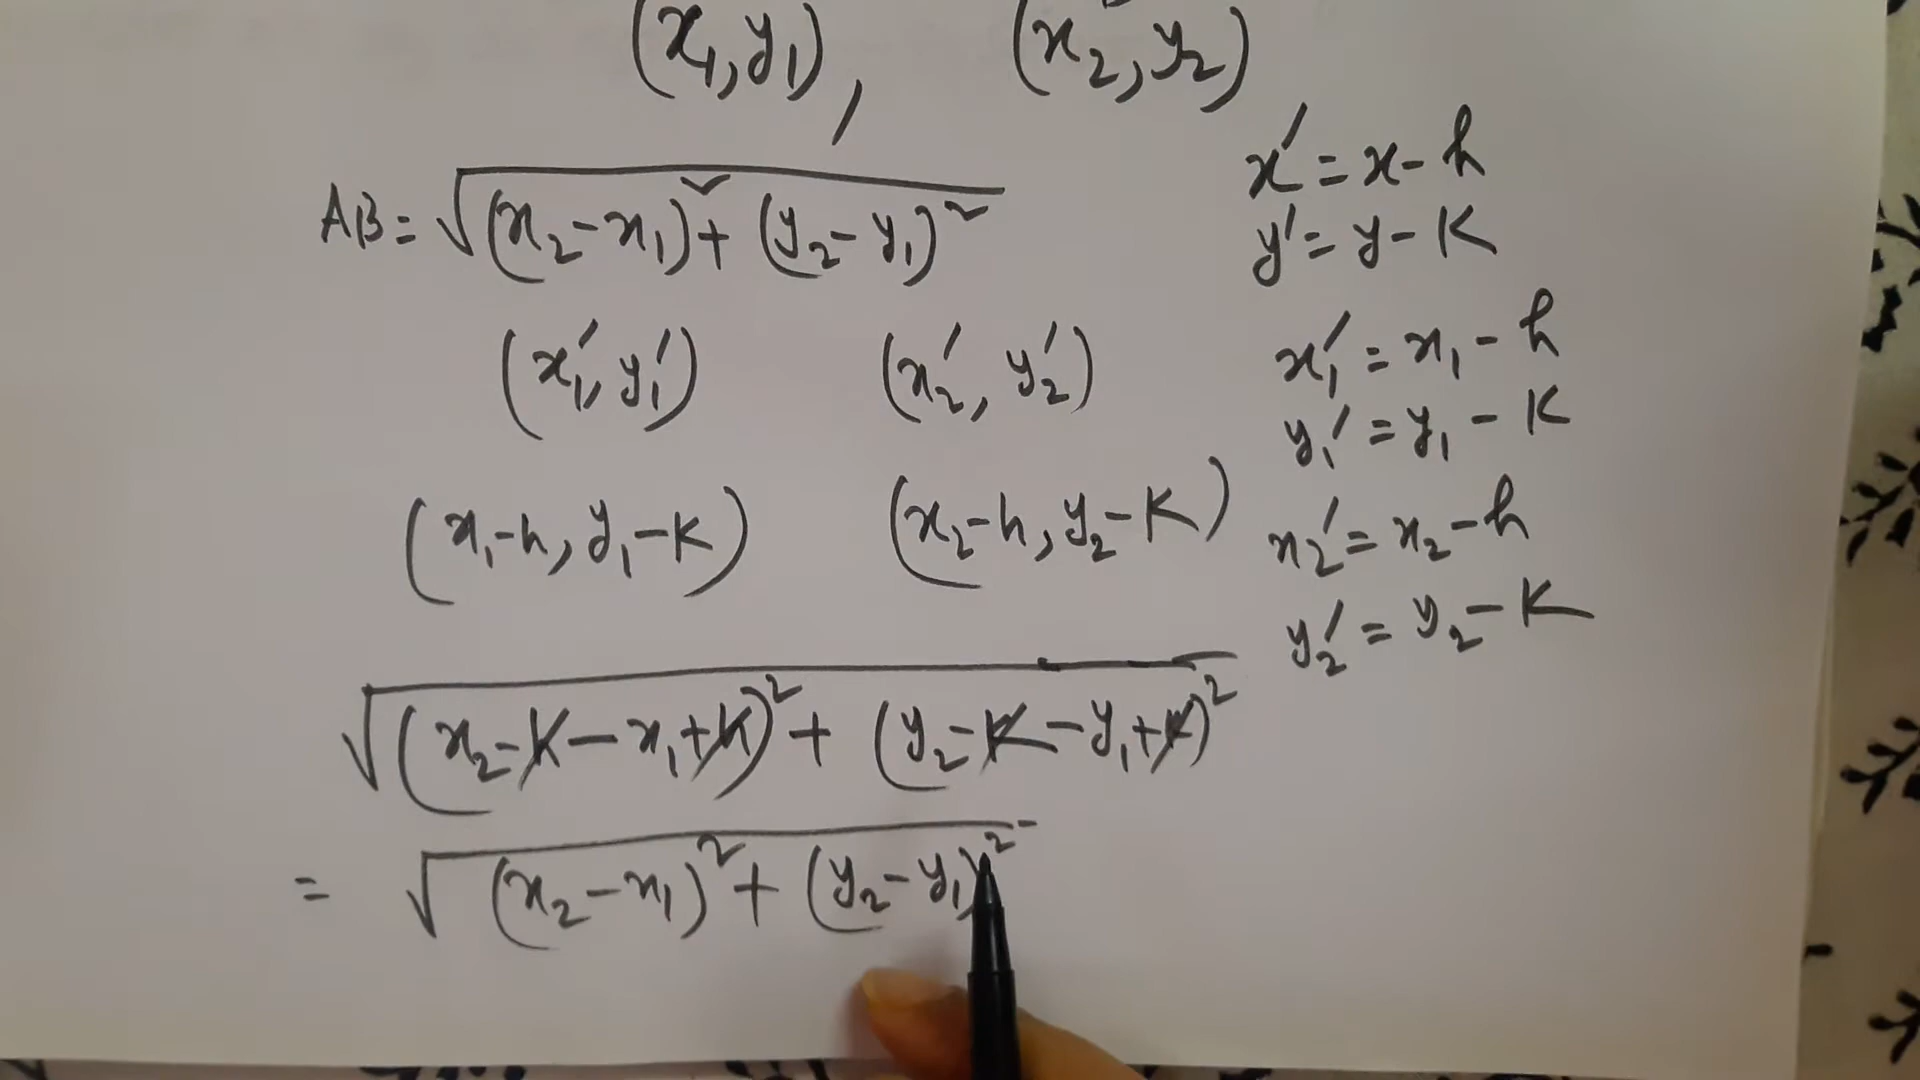 (x₁, y₁), (x₂, y₂)
AB = √((x₂ - x₁)² + (y₂ - y₁)²)
(x₁′, y₁′) (x₂′, y₂′)
(x₁-h, y₁-k) (x₂-h, y₂-k)
√((x₂-h-x₁+h)² + (y₂-k-y₁+k)²)
= √((x₂-x₁)² + (y₂-y₁)²)
x′ = x - h
y′ = y - k
x₁′ = x₁ - h
y₁′ = y₁ - k
x₂′ = x₂ - h
y₂′ = y₂ - k